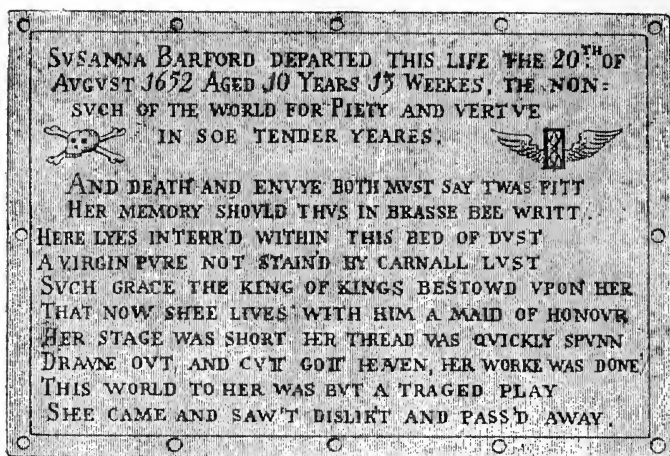 SVSANNA BARFORD DEPARTED THIS LIFE THE 20TH OF
AVGVST 1652 AGED 10 YEARS 13 WEEKES, THE NON=
SVCH OF THE WORLD FOR PIETY AND VERTVE
IN SOE TENDER YEARES.
AND DEATH AND ENVYE BOTH MVST SAY TWAS FITT
HER MEMORY SHOVLD THVS IN BRASSE BEE WRITT.
HERE LYES INTERR'D WITHIN THIS BED OF DVST
A VIRGIN PVRE NOT STAIN'D BY CARNALL LVST
SVCH GRACE THE KING OF KINGS BESTOWD VPON HER
THAT NOW SHEE LIVES WITH HIM A MAID OF HONOVR
HER STAGE WAS SHORT HER THREAD WAS QVICKLY SPVNN
DRAWNE OVT, AND CVTT GOTT HEAVEN, HER WORKE WAS DONE
THIS WORLD TO HER WAS BVT A TRAGED PLAY
SHE CAME AND SAW'T DISLIK'T AND PASS'D AWAY.